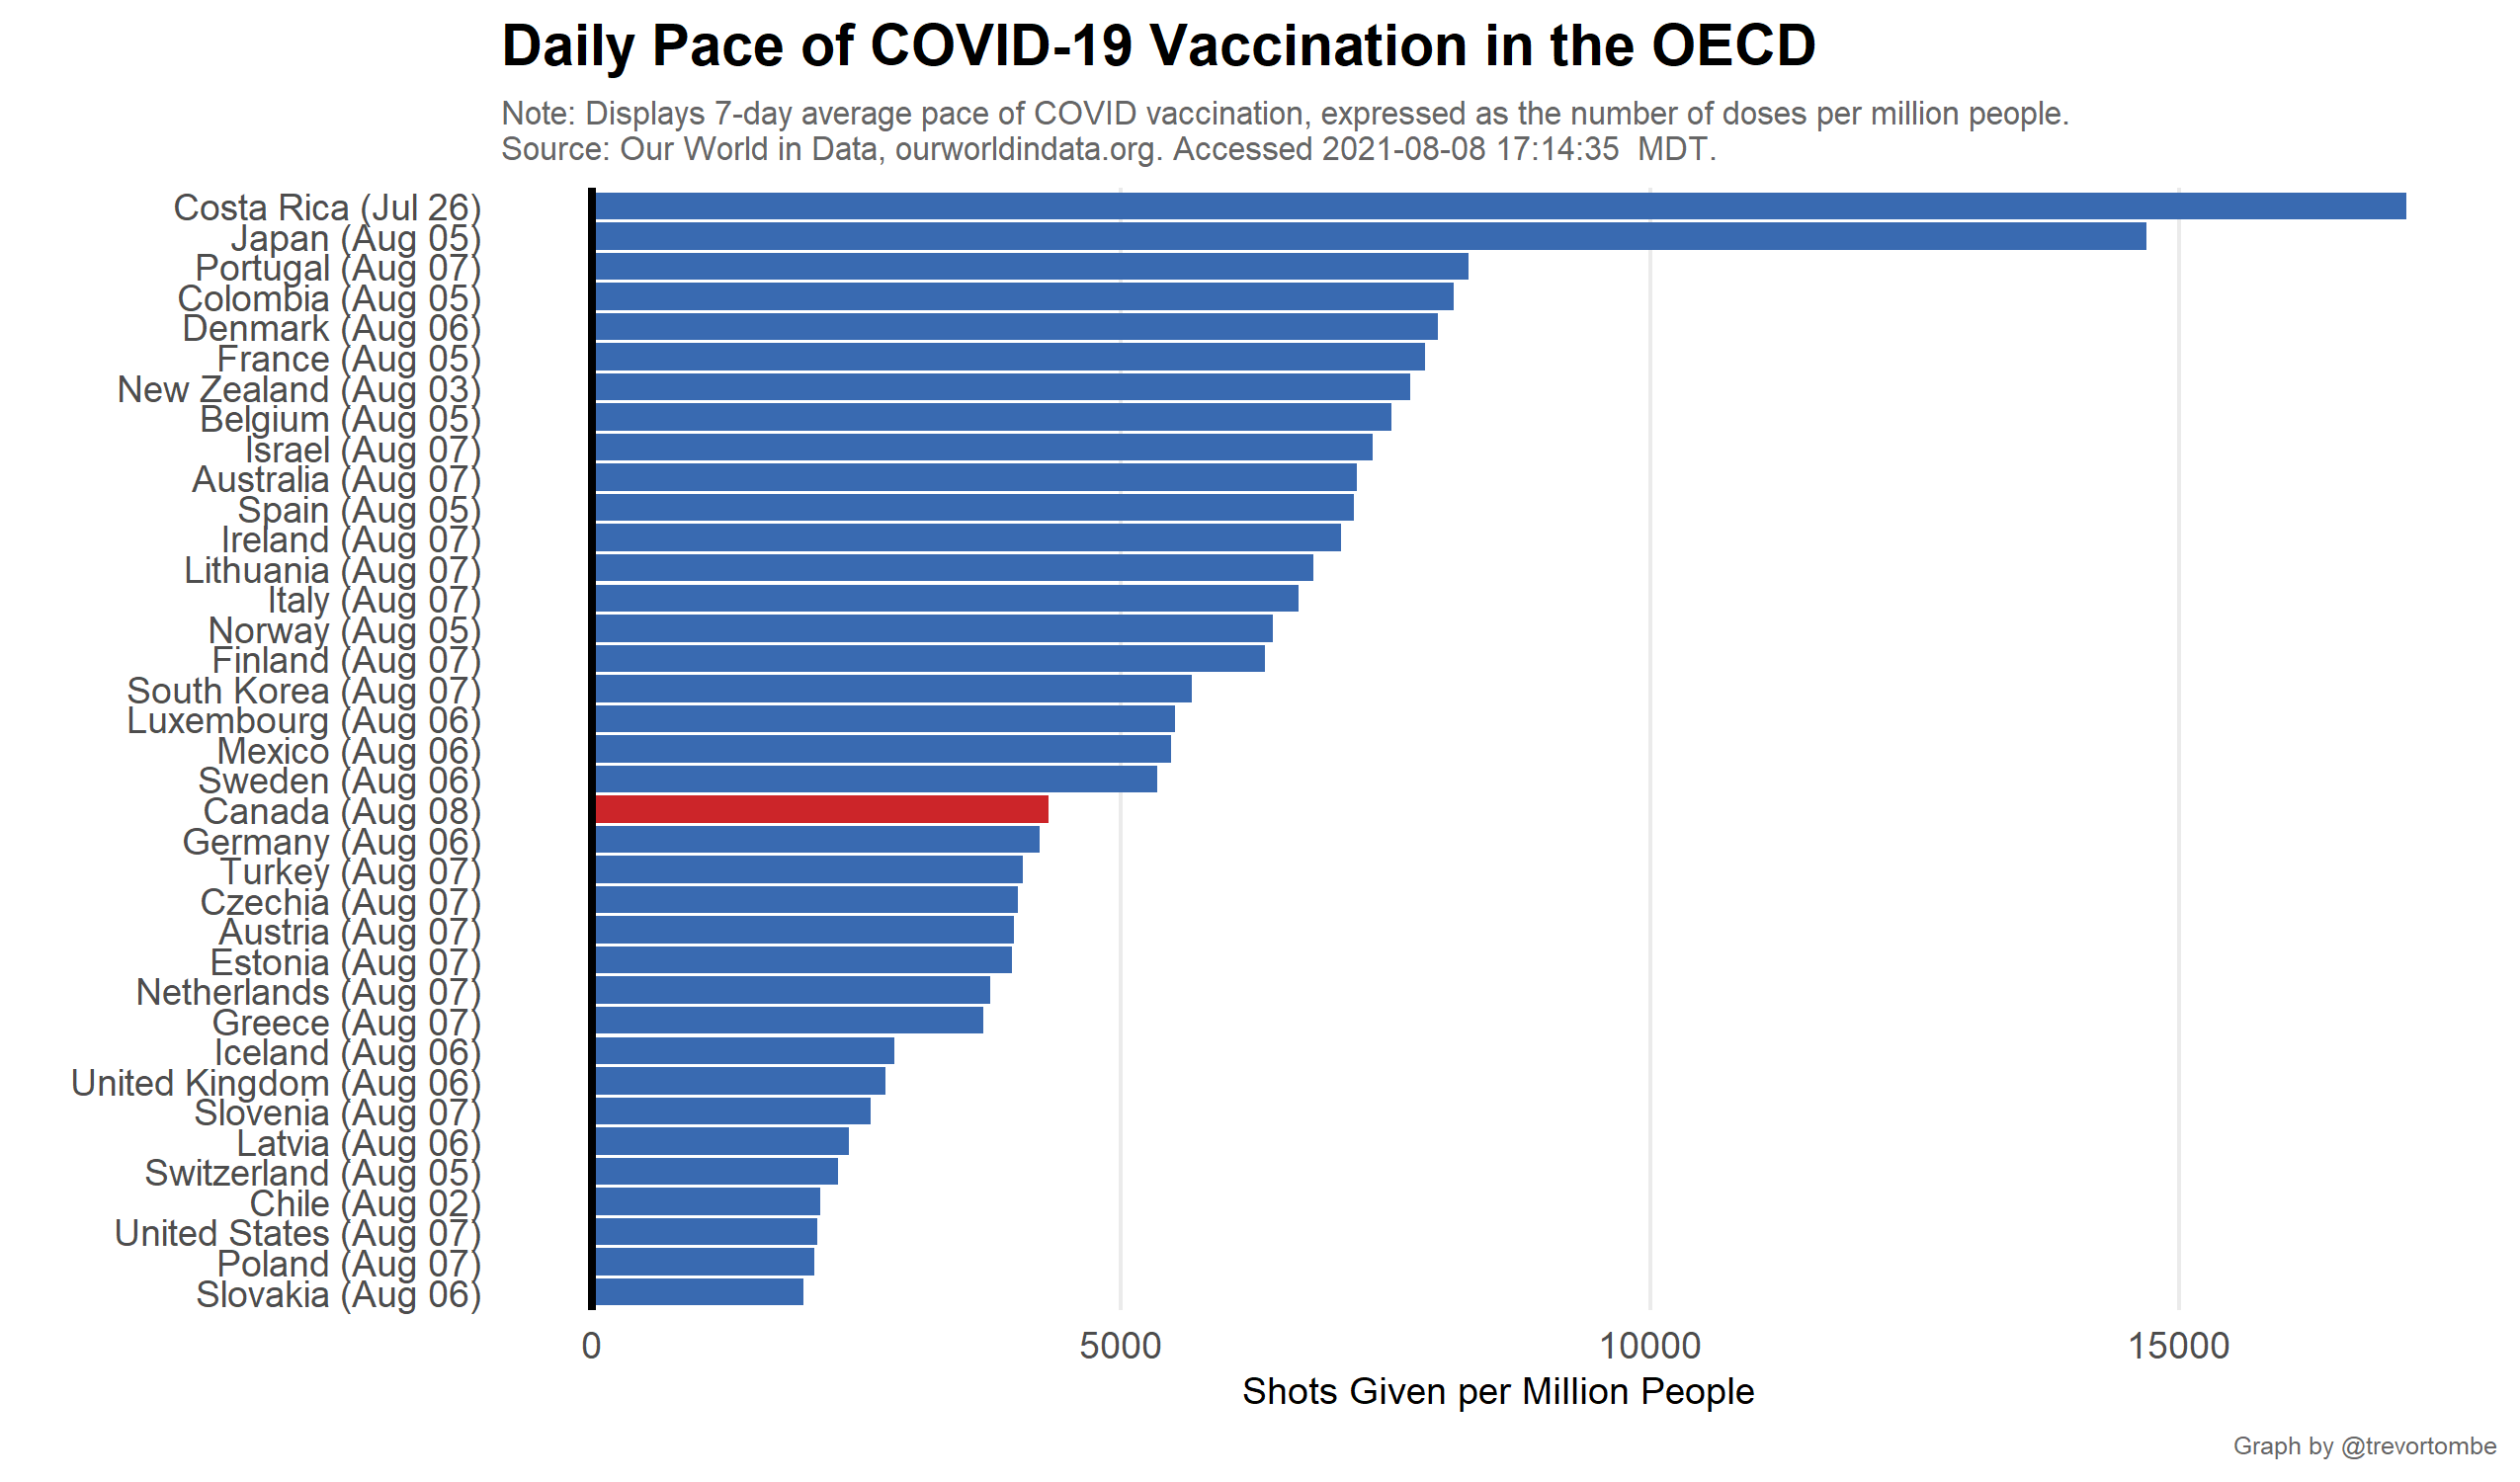 Daily Pace of COVID-19 Vaccination in the OECD
Note: Displays 7-day average pace of COVID vaccination, expressed as the number of doses per million people.
Source: Our World in Data, ourworldindata.org. Accessed 2021-08-08 17:14:35  MDT.
Costa Rica (Jul 26)
Japan (Aug 05)
Portugal (Aug 07)
Colombia (Aug 05)
Denmark (Aug 06)
France (Aug 05)
New Zealand (Aug 03)
Belgium (Aug 05)
Israel (Aug 07)
Australia (Aug 07)
Spain (Aug 05)
Ireland (Aug 07)
Lithuania (Aug 07)
Italy (Aug 07)
Norway (Aug 05)
Finland (Aug 07)
South Korea (Aug 07)
Luxembourg (Aug 06)
Mexico (Aug 06)
Sweden (Aug 06)
Canada (Aug 08)
Germany (Aug 06)
Turkey (Aug 07)
Czechia (Aug 07)
Austria (Aug 07)
Estonia (Aug 07)
Netherlands (Aug 07)
Greece (Aug 07)
Iceland (Aug 06)
United Kingdom (Aug 06)
Slovenia (Aug 07)
Latvia (Aug 06)
Switzerland (Aug 05)
Chile (Aug 02)
United States (Aug 07)
Poland (Aug 07)
Slovakia (Aug 06)
0 5000 10000 15000
Shots Given per Million People
Graph by @trevortombe